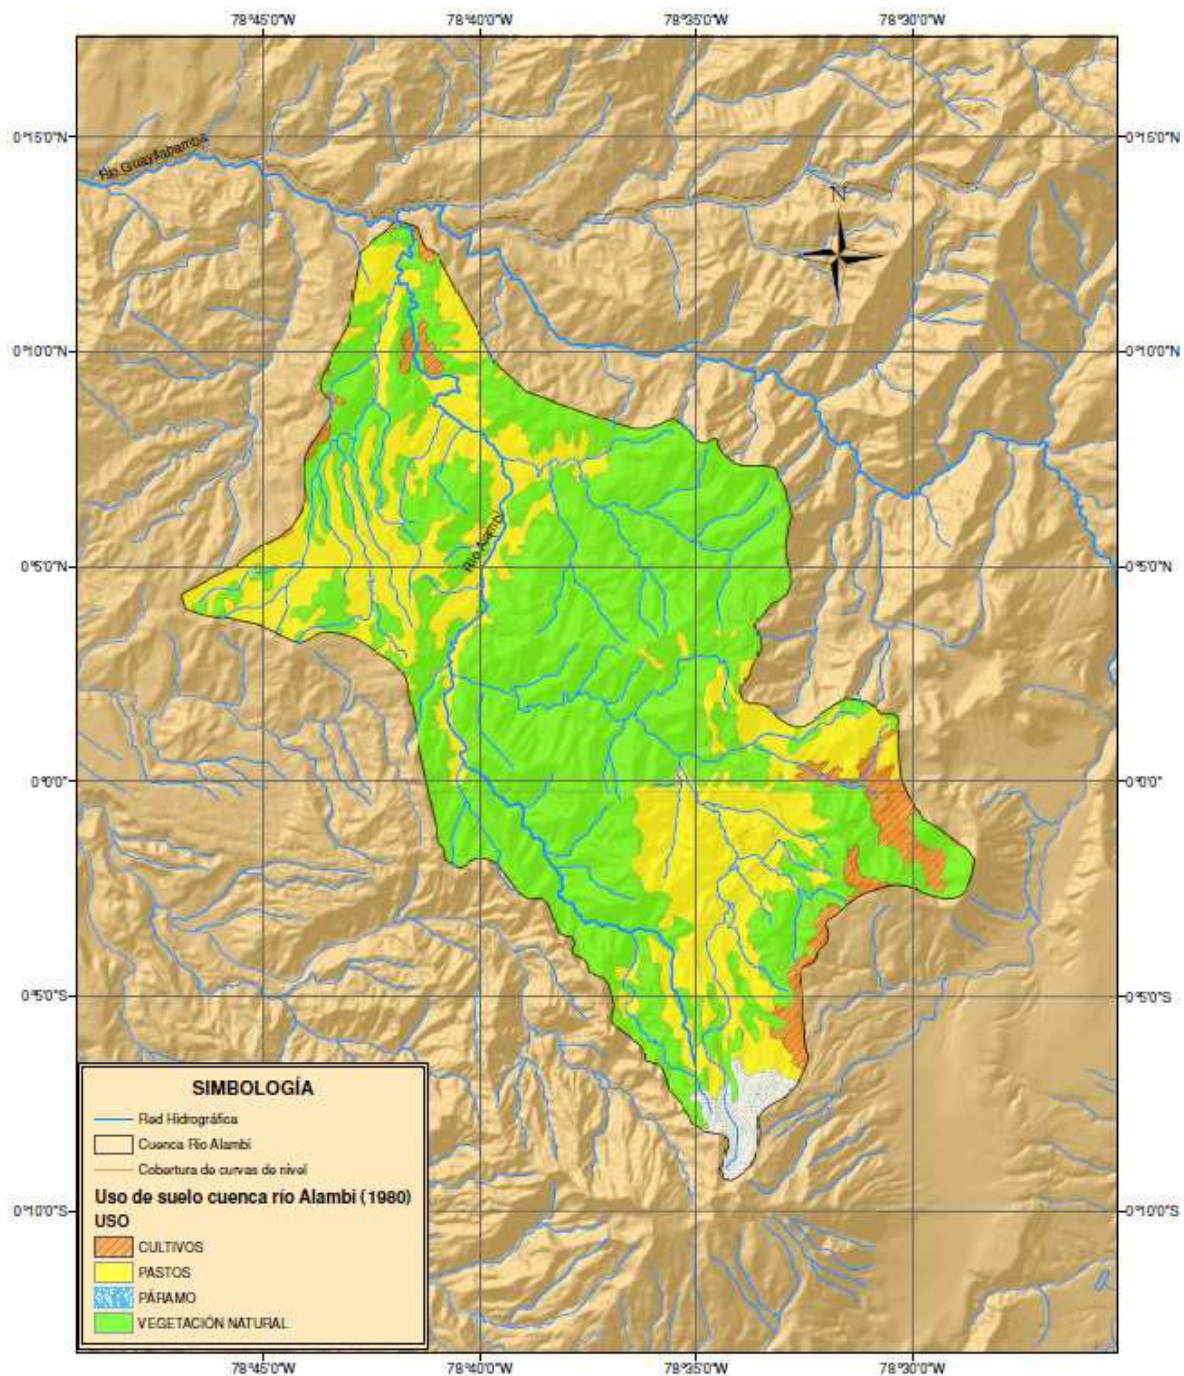 78°45'0"W 78°40'0"W 78°35'0"W 78°30'0"W
0°15'0"N 0°15'0"N
Río Guayllabamba
N
0°10'0"N 0°10'0"N
Río Alambi
0°5'0"N 0°5'0"N
0°0'0" 0°0'0"
0°5'0"S 0°5'0"S
SIMBOLOGÍA
Red Hidrográfica
Cuenca Río Alambi
Cobertura de curvas de nivel
Uso de suelo cuenca río Alambi (1980)
0°10'0"S 0°10'0"S
USO
CULTIVOS
PASTOS
PÁRAMO
VEGETACIÓN NATURAL
78°45'0"W 78°40'0"W 78°35'0"W 78°30'0"W